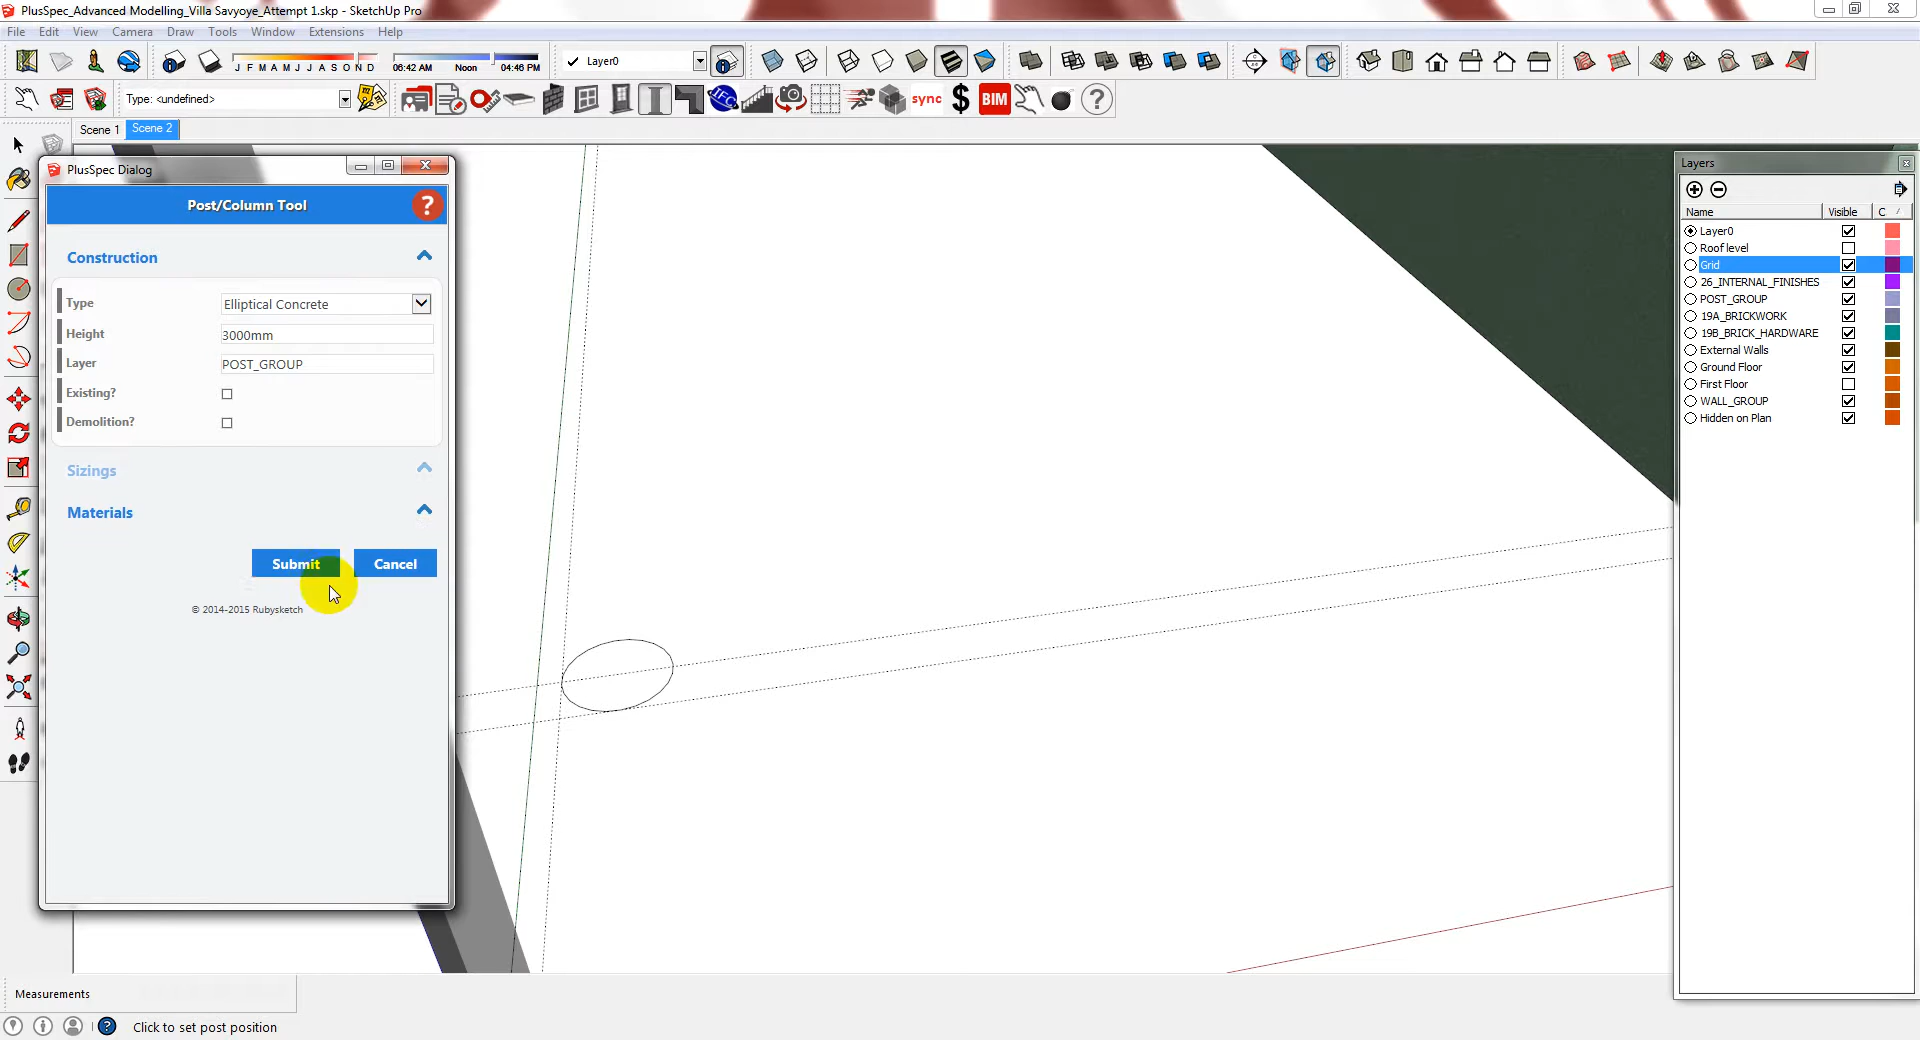 PlusSpec_Advanced Modelling_Villa Savyoye_Attempt 1.skp - SketchUp Pro
File Edit View Camera Draw Tools Window Extensions Help
J F M A M J J A S O N D
06:42 AM Noon 04:46 PM
Layer0
Type: <undefined>
IFC
sync
$
BIM
?
Scene 1 Scene 2
PlusSpec Dialog
Post/Column Tool
?
Construction
Type Elliptical Concrete
Height 3000mm
Layer POST_GROUP
Existing?
Demolition?
Sizings
Materials
Submit Cancel
© 2014-2015 Rubysketch
Layers
Name Visible C
Layer0
Roof level
Grid
26_INTERNAL_FINISHES
POST_GROUP
19A_BRICKWORK
19B_BRICK_HARDWARE
External Walls
Ground Floor
First Floor
WALL_GROUP
Hidden on Plan
Measurements
Click to set post position